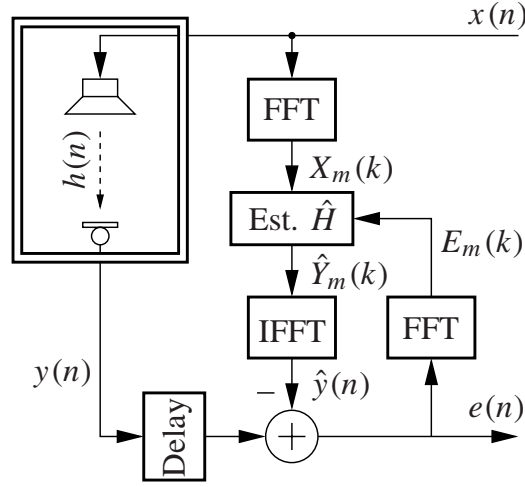 x(n)
FFT
h(n)
X_m(k)
Est. Ĥ
E_m(k)
Ŷ_m(k)
IFFT
FFT
y(n)
− ŷ(n)
e(n)
Delay
+